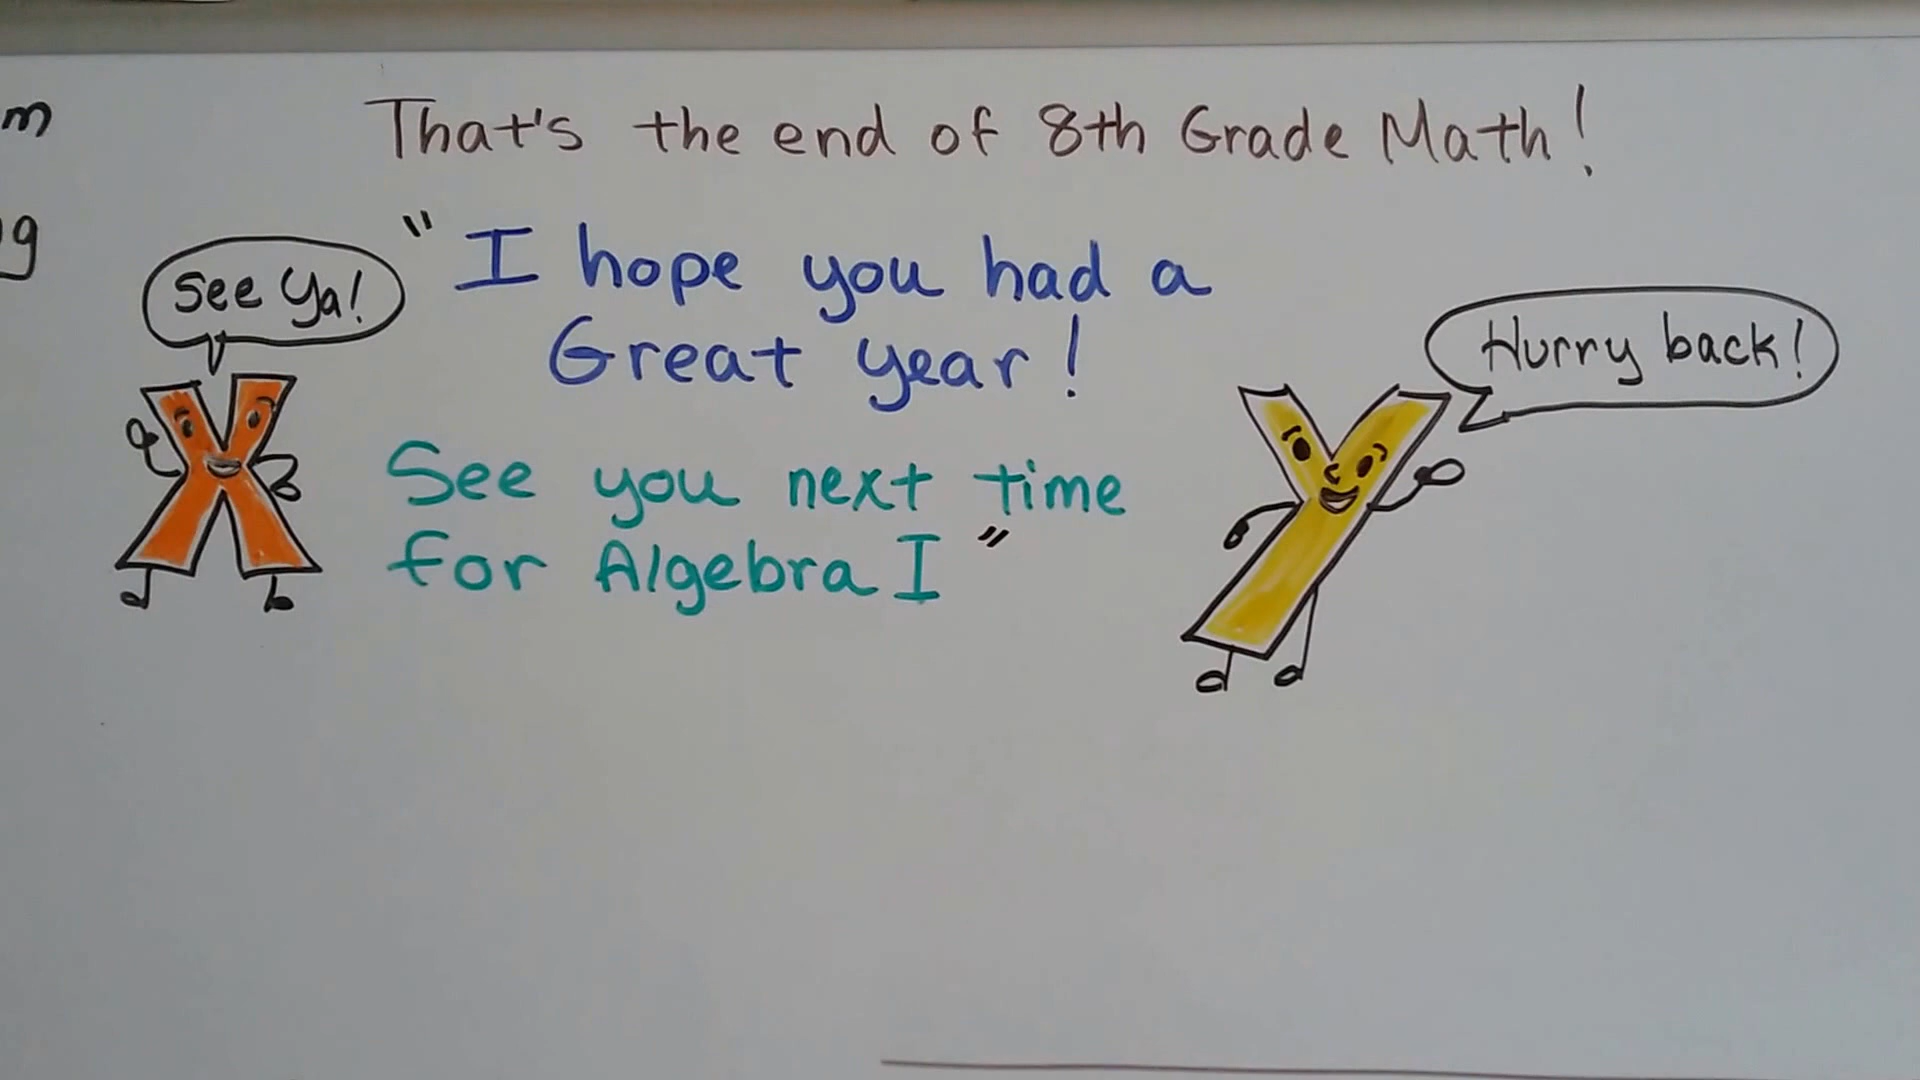 That's the end of 8th Grade Math!
"I hope you had a
Great year!
See you next time
for Algebra I"
See Ya!
Hurry back!
m
g